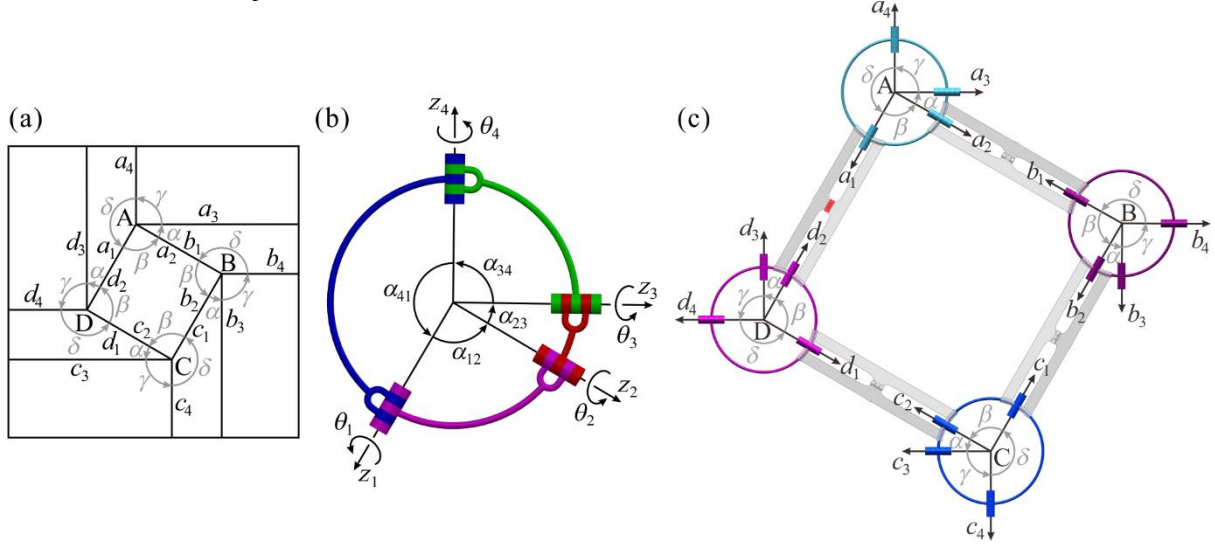 (a)
a₄
δ γ
A a₃
α
d₃ a₁ a₂ b₁ δ
β B b₄
d₄ γ α d₂ β b₂ γ
β α
D c₂ β c₁ b₃
δ d₁ α δ
c₃ γ C
c₄
(b)
z₄ θ₄
α₃₄
α₄₁ z₃
α₂₃ θ₃
α₁₂
θ₁ z₂
z₁ θ₂
(c)
a₄
δ γ
A a₃
α
β
a₁ a₂
b₁ δ
B
β γ b₄
α
d₃ d₂ b₂ b₃
d₄ γ α
D β
δ
d₁ c₁
c₂ β
α
c₃ C δ
γ
c₄